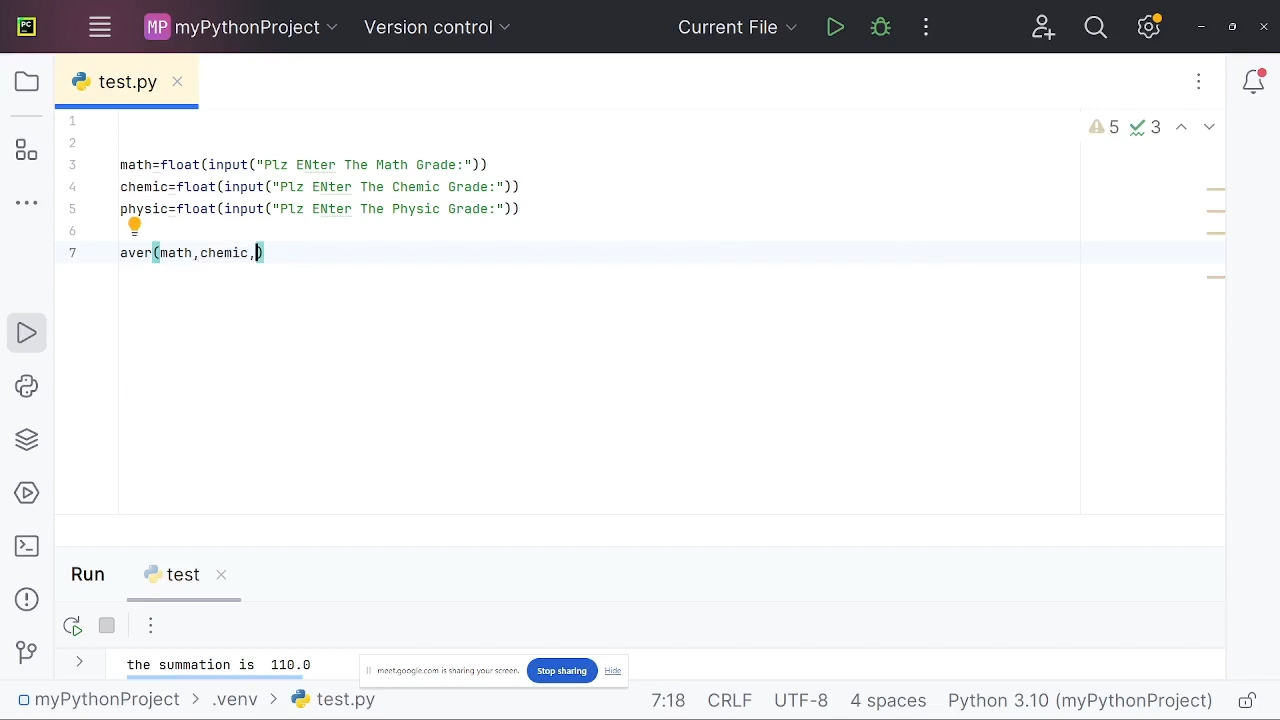 PC MP myPythonProject Version control Current File
test.py
1
5 3
2
3 math=float(input("Plz ENter The Math Grade:"))
4 chemic=float(input("Plz ENter The Chemic Grade:"))
5 physic=float(input("Plz ENter The Physic Grade:"))
6
7 aver(math,chemic,)
Run test
the summation is 110.0
meet.google.com is sharing your screen. Stop sharing Hide
myPythonProject > .venv > test.py 7:18 CRLF UTF-8 4 spaces Python 3.10 (myPythonProject)